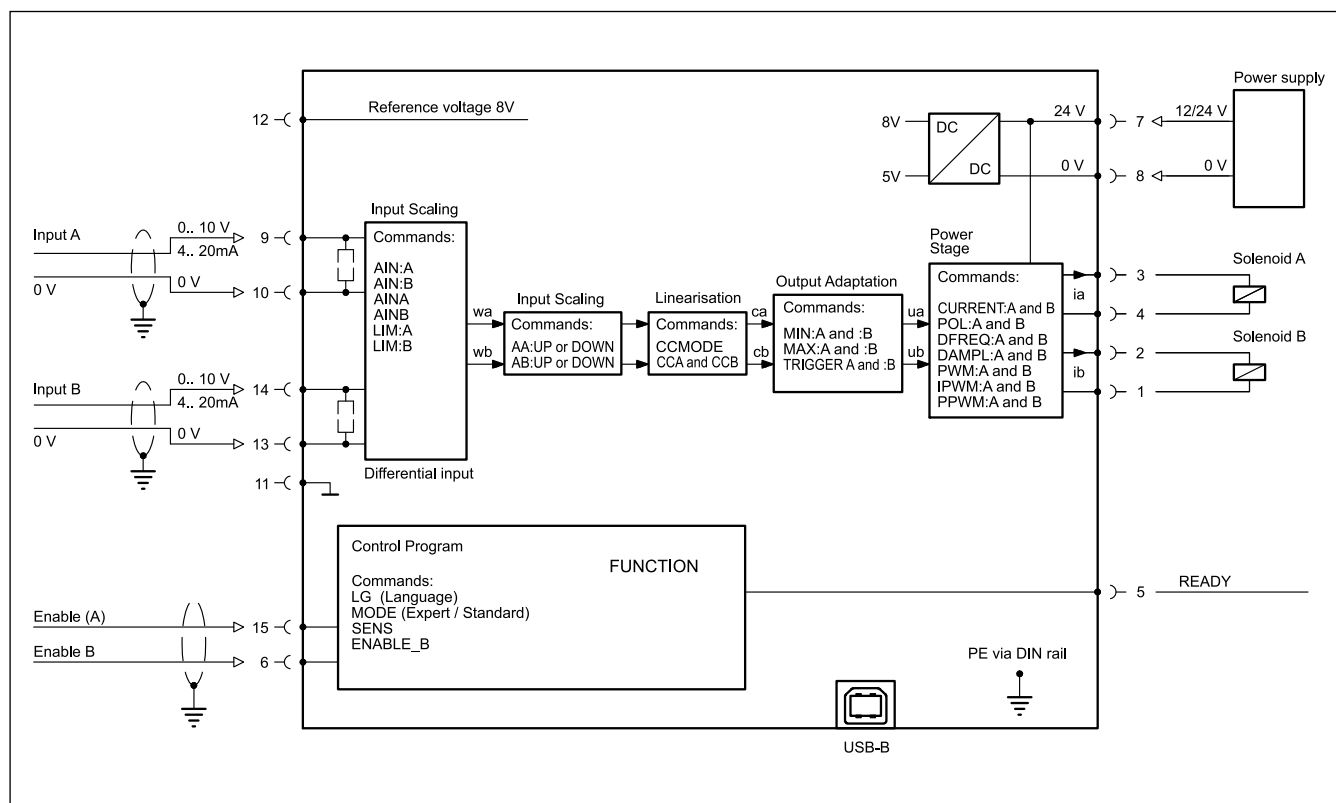 Reference voltage 8V
12
8V
DC
DC
5V
24 V
0 V
7
8
12/24 V
0 V
Power supply
Input A
0 V
0.. 10 V
4.. 20mA
0 V
9
10
Input B
0 V
0.. 10 V
4.. 20mA
0 V
14
13
11
Input Scaling
Commands:
AIN:A
AIN:B
AINA
AINB
LIM:A
LIM:B
Differential input
wa
wb
Input Scaling
Commands:
AA:UP or DOWN
AB:UP or DOWN
Linearisation
Commands:
CCMODE
CCA and CCB
ca
cb
Output Adaptation
Commands:
MIN:A and :B
MAX:A and :B
TRIGGER A and :B
ua
ub
Power
Stage
Commands:
CURRENT:A and B
POL:A and B
DFREQ:A and B
DAMPL:A and B
PWM:A and B
IPWM:A and B
PPWM:A and B
ia
ib
3
4
2
1
Solenoid A
Solenoid B
Control Program
FUNCTION
Commands:
LG (Language)
MODE (Expert / Standard)
SENS
ENABLE_B
Enable (A)
Enable B
15
6
5
READY
PE via DIN rail
USB-B